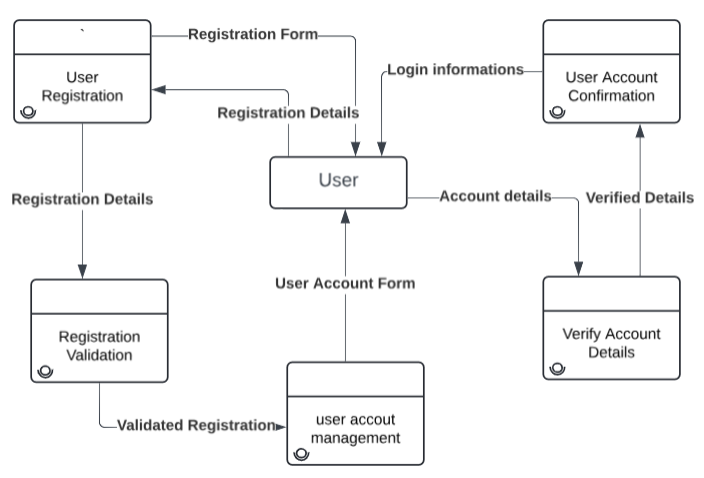 `
User
Registration
Registration Form
Registration Details
Login informations
User Account
Confirmation
User
Registration Details
Account details
Verified Details
User Account Form
Registration
Validation
Verify Account
Details
Validated Registration
user accout
management